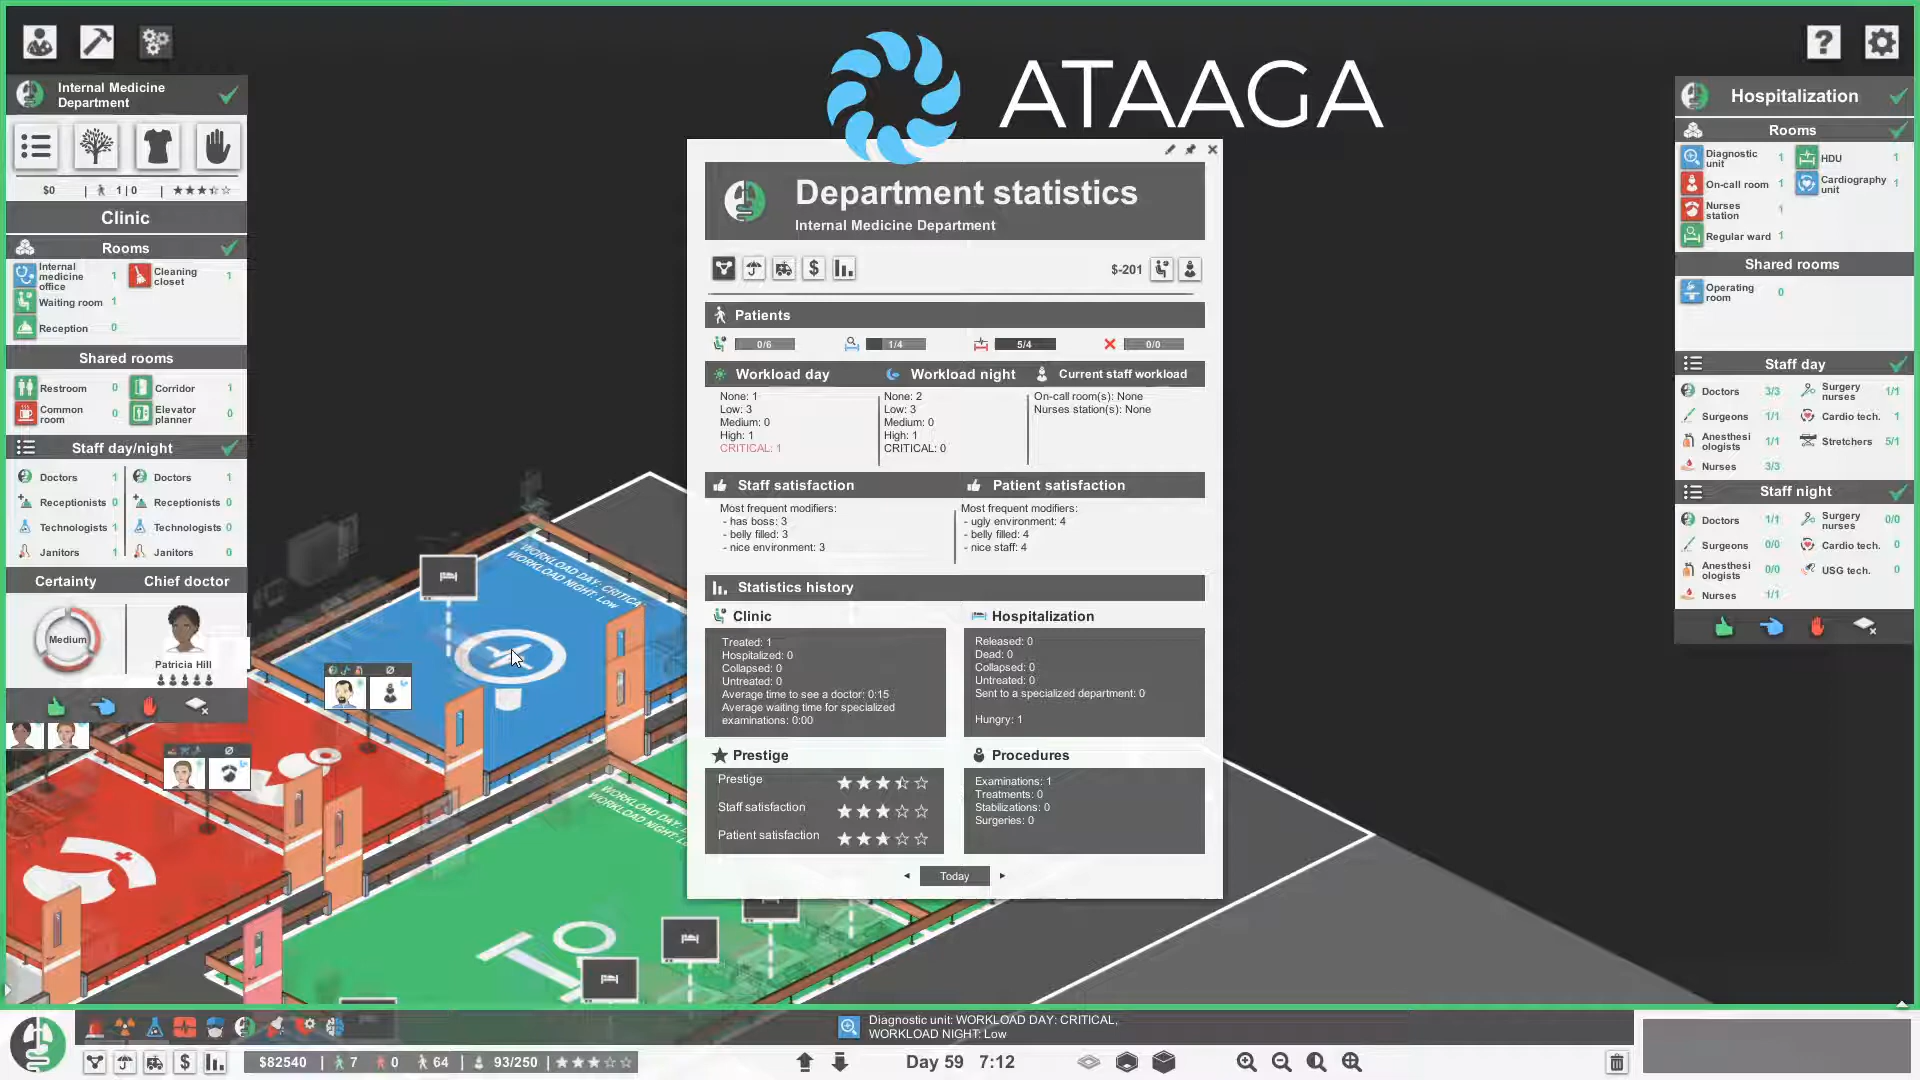 ATAAGA
Internal Medicine
Department
$0 | 1 | 0 |
Clinic
Rooms
Internal
medicine
office
1
Cleaning
closet
1
Waiting room 1
Reception 0
Shared rooms
Restroom 0
Corridor 1
Common
room
0
Elevator
planner
0
Staff day/night
Doctors 1
Doctors 1
Receptionists 0
Receptionists 0
Technologists 1
Technologists 0
Janitors 1
Janitors 0
Certainty
Chief doctor
Medium
Patricia Hill
Department statistics
Internal Medicine Department
$-201
Patients
0/6
1/4
5/4
0/0
Workload day
Workload night
Current staff workload
None: 1
Low: 3
Medium: 0
High: 1
CRITICAL: 1
None: 2
Low: 3
Medium: 0
High: 1
CRITICAL: 0
On-call room(s): None
Nurses station(s): None
Staff satisfaction
Patient satisfaction
Most frequent modifiers:
- has boss: 3
- belly filled: 3
- nice environment: 3
Most frequent modifiers:
- ugly environment: 4
- belly filled: 4
- nice staff: 4
Statistics history
Clinic
Hospitalization
Treated: 1
Hospitalized: 0
Collapsed: 0
Untreated: 0
Average time to see a doctor: 0:15
Average waiting time for specialized
examinations: 0:00
Released: 0
Dead: 0
Collapsed: 0
Untreated: 0
Sent to a specialized department: 0
Hungry: 1
Prestige
Procedures
Prestige
Staff satisfaction
Patient satisfaction
Examinations: 1
Treatments: 0
Stabilizations: 0
Surgeries: 0
Today
Hospitalization
Rooms
Diagnostic
unit
1
HDU 1
On-call room 1
Cardiography
unit
1
Nurses
station
1
Regular ward 1
Shared rooms
Operating
room
0
Staff day
Doctors 3/3
Surgery
nurses
1/1
Surgeons 1/1
Cardio tech. 1
Anesthesi
ologists
1/1
Stretchers 5/1
Nurses 3/3
Staff night
Doctors 1/1
Surgery
nurses
0/0
Surgeons 0/0
Cardio tech. 0
Anesthesi
ologists
0/0
USG tech. 0
Nurses 1/1
WORKLOAD DAY: CRITICA
WORKLOAD NIGHT: Low
WORKLOAD DAY: L
WORKLOAD NIGHT: L
Diagnostic unit: WORKLOAD DAY: CRITICAL,
WORKLOAD NIGHT: Low
$82540 | 7 0 64 | 93/250 |
Day 59 7:12